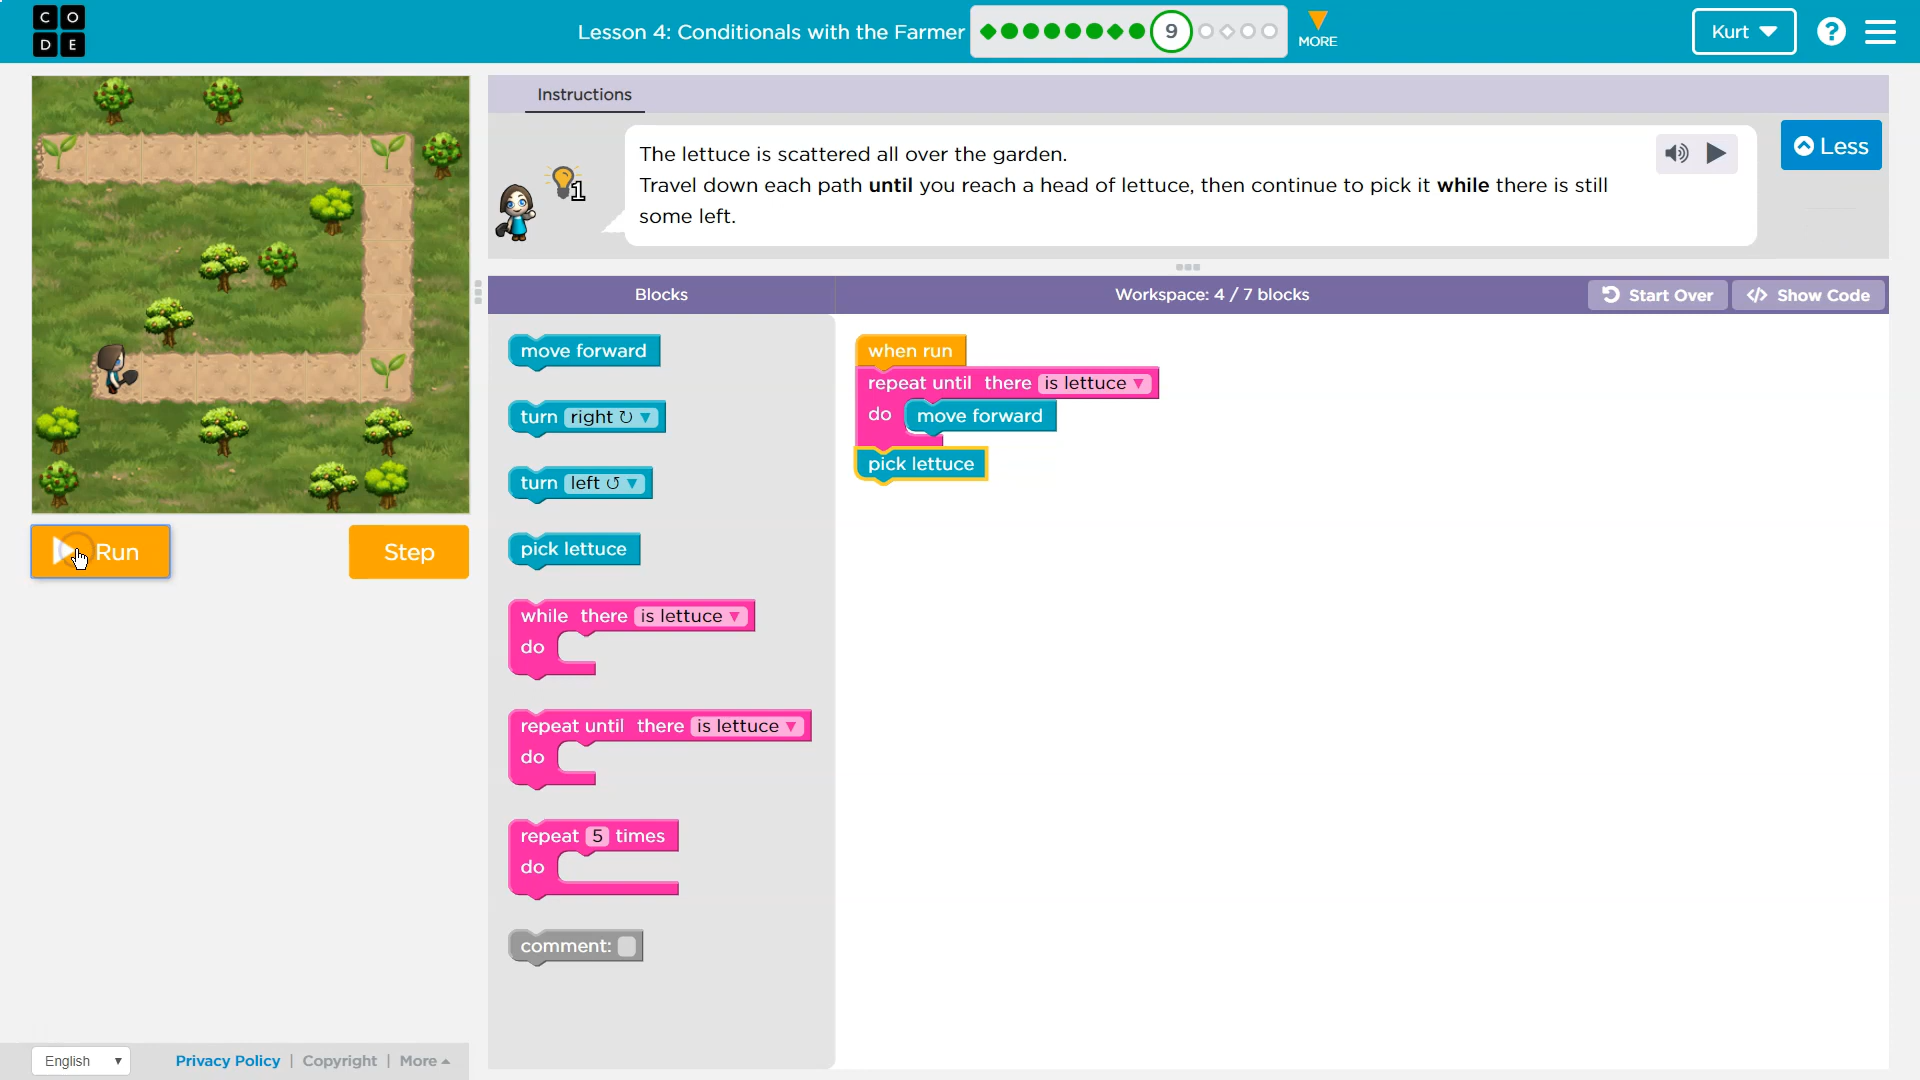 C O
D E
Lesson 4: Conditionals with the Farmer
9
MORE
Kurt
?
Instructions
1
The lettuce is scattered all over the garden.
Travel down each path until you reach a head of lettuce, then continue to pick it while there is still
some left.
Less
Blocks
Workspace: 4 / 7 blocks
Start Over
</> Show Code
move forward
turn right ↻ ▼
turn left ↺ ▼
pick lettuce
while there is lettuce ▼
do
repeat until there is lettuce ▼
do
repeat 5 times
do
comment:
when run
repeat until there is lettuce ▼
do move forward
pick lettuce
Run
Step
English ▼
Privacy Policy | Copyright | More